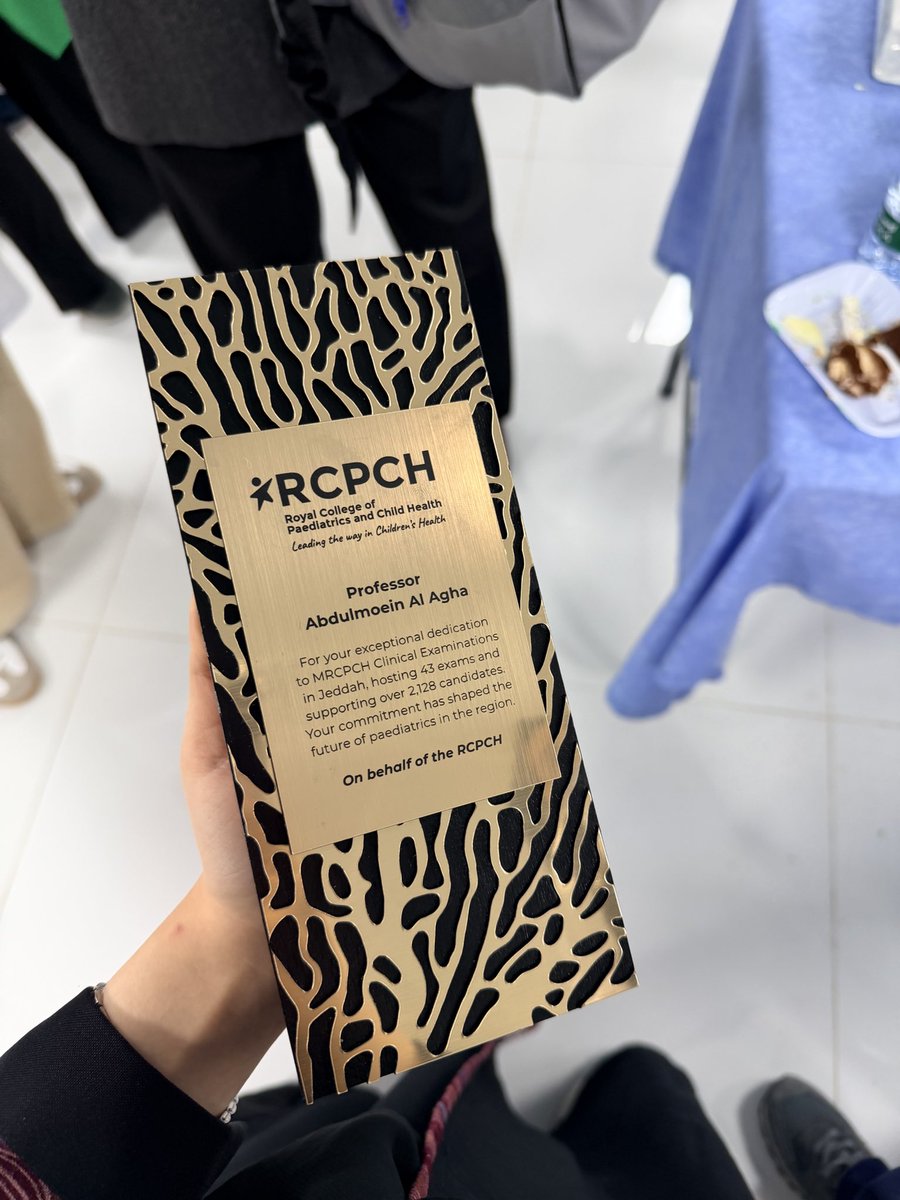 RCPCH
Royal College of
Paediatrics and Child Health
Leading the way in Children's Health
Professor
Abdulmoein Al Agha
For your exceptional dedication
to MRCPCH Clinical Examinations
in Jeddah, hosting 43 exams and
supporting over 2,128 candidates.
Your commitment has shaped the
future of paediatrics in the region.
On behalf of the RCPCH